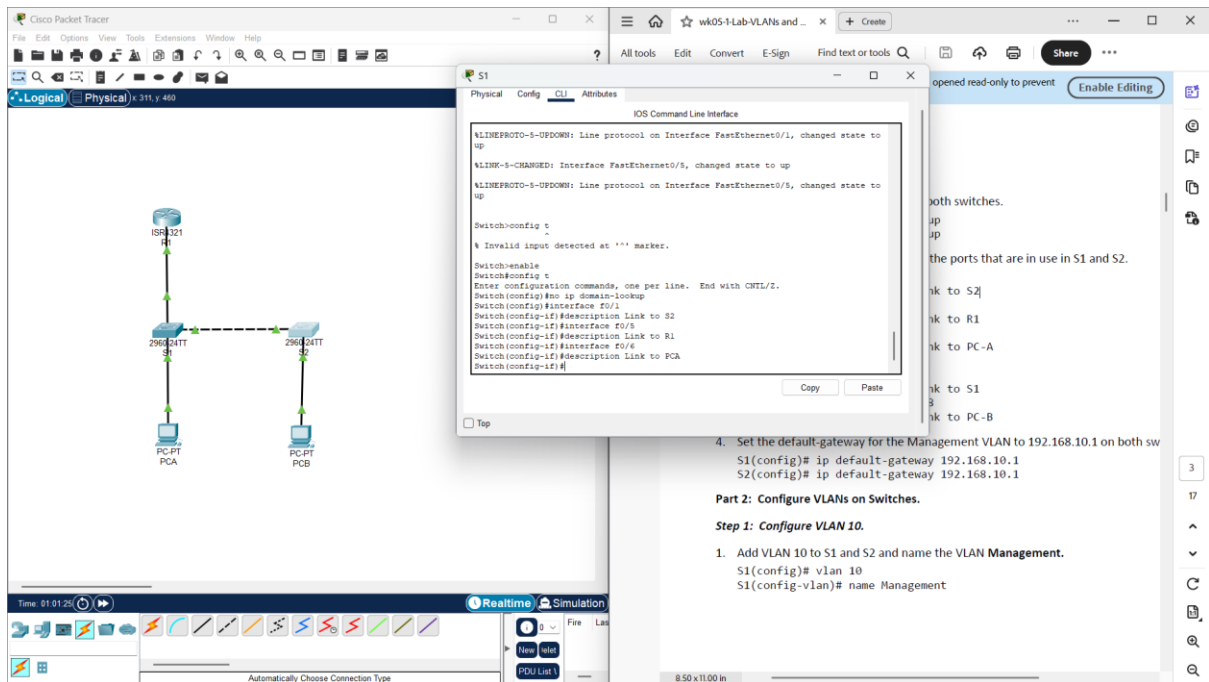 Cisco Packet Tracer
File Edit Options View Tools Extensions Window Help
?
Logical Physical x: 311, y: 460
ISR4321
R1
2960-24TT
S1
2960-24TT
S2
PC-PT
PCA
PC-PT
PCB
Time: 01:01:25
Realtime Simulation
0
Fire Las
New
PDU List
Automatically Choose Connection Type
S1
Physical Config CLI Attributes
IOS Command Line Interface
%LINEPROTO-5-UPDOWN: Line protocol on Interface FastEthernet0/1, changed state to
up
%LINK-5-CHANGED: Interface FastEthernet0/5, changed state to up
%LINEPROTO-5-UPDOWN: Line protocol on Interface FastEthernet0/5, changed state to
up
Switch>config t
^
% Invalid input detected at '^' marker.
Switch>enable
Switch#config t
Enter configuration commands, one per line. End with CNTL/Z.
Switch(config)#no ip domain-lookup
Switch(config)#interface f0/1
Switch(config-if)#description Link to S2
Switch(config-if)#interface f0/5
Switch(config-if)#description Link to R1
Switch(config-if)#interface f0/6
Switch(config-if)#description Link to PCA
Switch(config-if)#
Copy Paste
Top
wk05-1-Lab-VLANs and ... + Create
All tools Edit Convert E-Sign Find text or tools Share
opened read-only to prevent Enable Editing
both switches.
up
up
the ports that are in use in S1 and S2.
nk to S2
nk to R1
nk to PC-A
nk to S1
nk to PC-B
4. Set the default-gateway for the Management VLAN to 192.168.10.1 on both sw
S1(config)# ip default-gateway 192.168.10.1
S2(config)# ip default-gateway 192.168.10.1
Part 2: Configure VLANs on Switches.
Step 1: Configure VLAN 10.
1. Add VLAN 10 to S1 and S2 and name the VLAN Management.
S1(config)# vlan 10
S1(config-vlan)# name Management
3
17
8.50 x 11.00 in